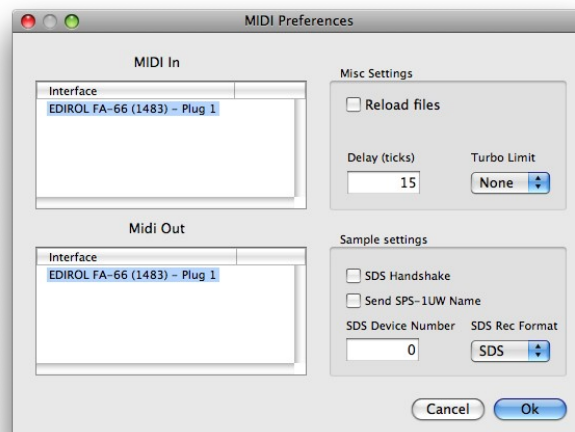 MIDI Preferences
MIDI In
Interface
EDIROL FA-66 (1483) - Plug 1
Midi Out
Interface
EDIROL FA-66 (1483) - Plug 1
Misc Settings
Reload files
Delay (ticks) Turbo Limit
15 None
Sample settings
SDS Handshake
Send SPS-1UW Name
SDS Device Number SDS Rec Format
0 SDS
Cancel Ok